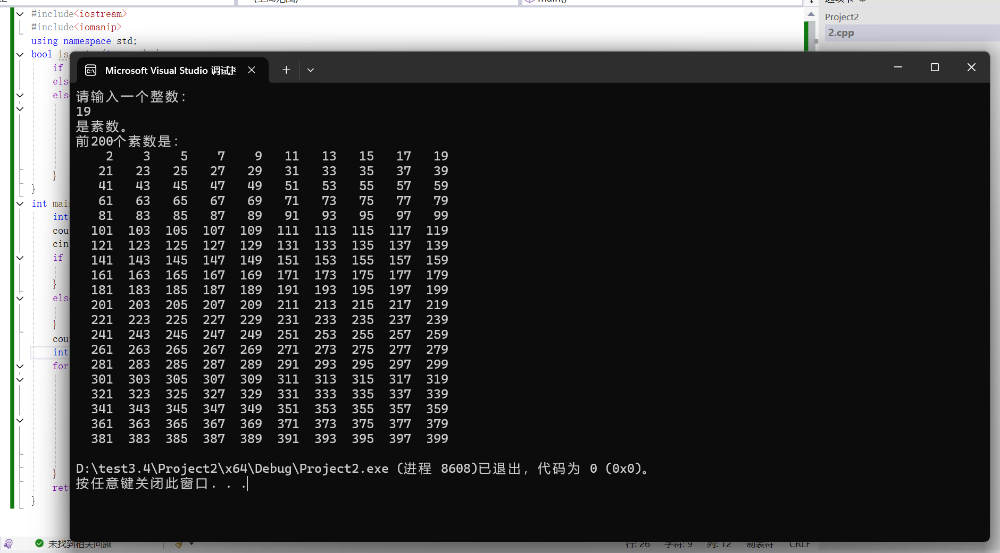 main()
Project2
2.cpp
#include<iostream>
#include<iomanip>
using namespace std;
bool
if
}
}
int
int
if
}
}
int
for
}
}
Microsoft Visual Studio 调试控
请输入一个整数：
19
是素数。
前200个素数是：
2 3 5 7 9 11 13 15 17 19
21 23 25 27 29 31 33 35 37 39
41 43 45 47 49 51 53 55 57 59
61 63 65 67 69 71 73 75 77 79
81 83 85 87 89 91 93 95 97 99
101 103 105 107 109 111 113 115 117 119
121 123 125 127 129 131 133 135 137 139
141 143 145 147 149 151 153 155 157 159
161 163 165 167 169 171 173 175 177 179
181 183 185 187 189 191 193 195 197 199
201 203 205 207 209 211 213 215 217 219
221 223 225 227 229 231 233 235 237 239
241 243 245 247 249 251 253 255 257 259
261 263 265 267 269 271 273 275 277 279
281 283 285 287 289 291 293 295 297 299
301 303 305 307 309 311 313 315 317 319
321 323 325 327 329 331 333 335 337 339
341 343 345 347 349 351 353 355 357 359
361 363 365 367 369 371 373 375 377 379
381 383 385 387 389 391 393 395 397 399
D:\test3.4\Project2\x64\Debug\Project2.exe (进程 8608)已退出，代码为 0 (0x0)。
按任意键关闭此窗口. . .
未找到相关问题
行: 26 字符: 9 列: 12 制表符 CRLF